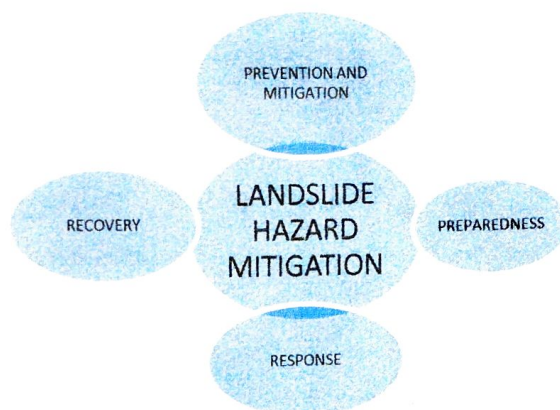 PREVENTION AND
MITIGATION
RECOVERY
LANDSLIDE
HAZARD
MITIGATION
PREPAREDNESS
RESPONSE